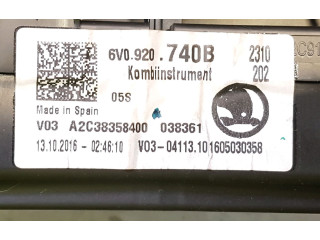 6V0.920 .740B 2310
Kombiinstrument 202
Made in Spain 05S
V03 A2C38358400 038361
13.10.2016 - 02:46:10 V03-04113.101605030358